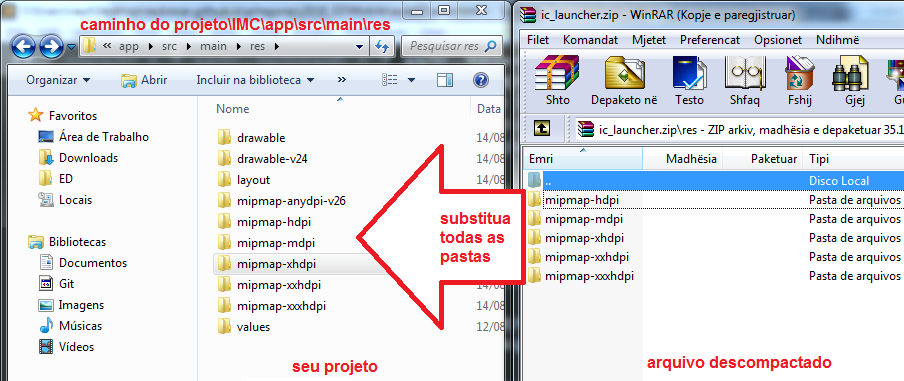 caminho do projeto\IMC\app\src\main\res
« app ▸ src ▸ main ▸ res
Pesquisar res
Organizar
Abrir
Incluir na biblioteca
»
Favoritos
Área de Trabalho
Downloads
ED
Locais
Bibliotecas
Documentos
Git
Imagens
Músicas
Vídeos
Nome
Data
drawable
14/08
drawable-v24
14/08
layout
14/08
mipmap-anydpi-v26
mipmap-hdpi
mipmap-mdpi
mipmap-xhdpi
mipmap-xxhdpi
mipmap-xxxhdpi
14/08
values
12/08
substitua
todas as
pastas
seu projeto
ic_launcher.zip - WinRAR (Kopje e paregjistruar)
Filet Komandat Mjetet Preferencat Opsionet Ndihmë
Shto Depaketo në Testo Shfaq Fshij Gjej
ic_launcher.zip\res - ZIP arkiv, madhësia e depaketuar 35.1
Emri Madhësia Paketuar Tipi
.. Disco Local
mipmap-hdpi Pasta de arquivos
mipmap-mdpi Pasta de arquivos
mipmap-xhdpi Pasta de arquivos
mipmap-xxhdpi Pasta de arquivos
mipmap-xxxhdpi Pasta de arquivos
arquivo descompactado